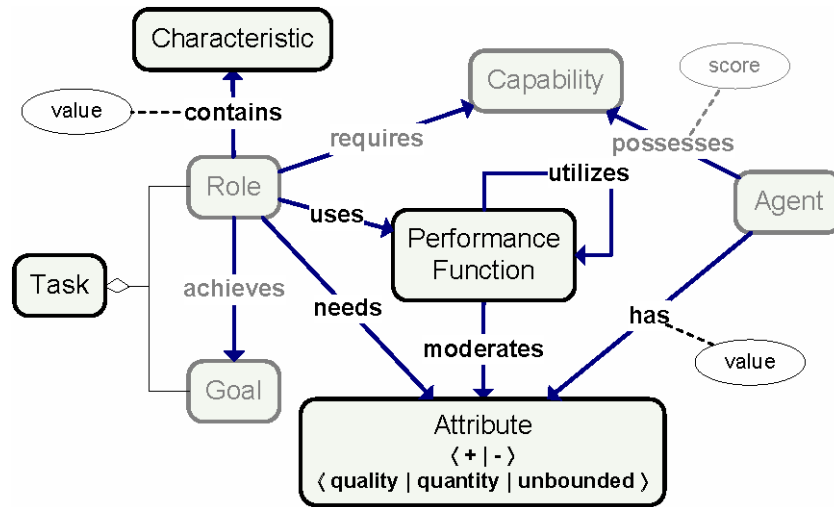 Characteristic
score
Capability
value
contains
requires
possesses
utilizes
Role
Agent
uses
Performance
Function
Task
achieves
needs
has
moderates
value
Goal
Attribute
⟨ + | - ⟩
⟨ quality | quantity | unbounded ⟩